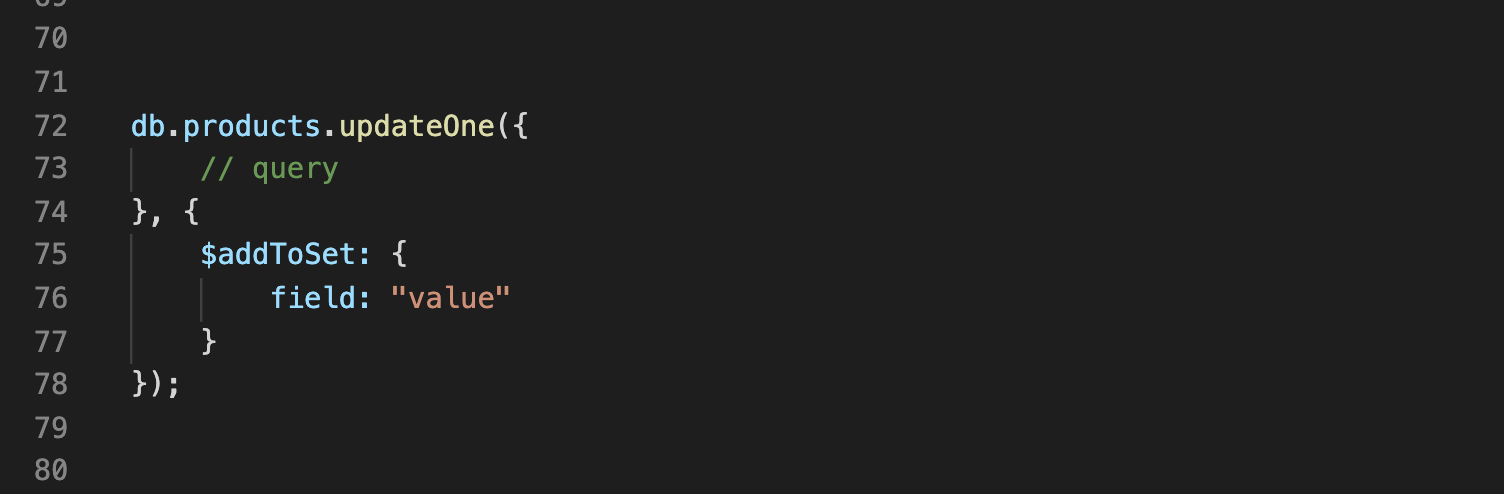 70
71
72 db.products.updateOne({
73 // query
74 }, {
75 $addToSet: {
76 field: "value"
77 }
78 });
79
80